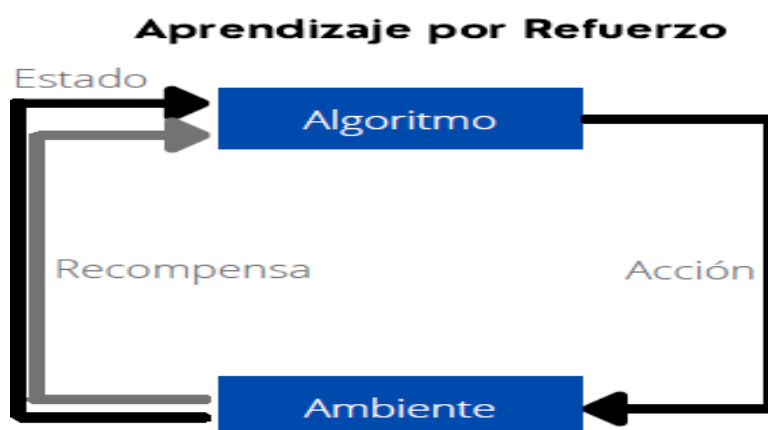 Aprendizaje por Refuerzo
Estado
Algoritmo
Recompensa
Acción
Ambiente